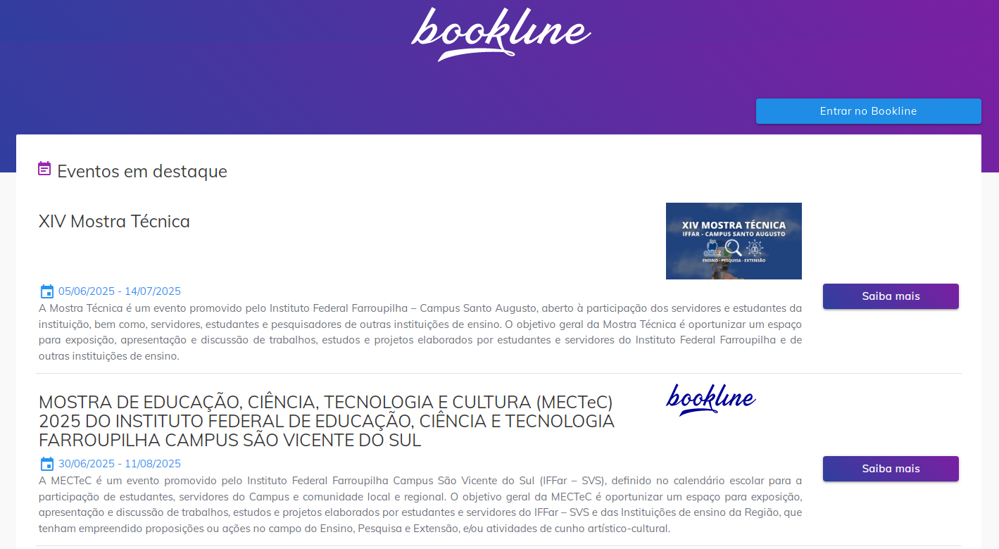 bookline
Entrar no Bookline
Eventos em destaque
XIV Mostra Técnica
XIV MOSTRA TÉCNICA
IFFAR - CAMPUS SANTO AUGUSTO
ENSINO - PESQUISA - EXTENSÃO
05/06/2025 - 14/07/2025
Saiba mais
A Mostra Técnica é um evento promovido pelo Instituto Federal Farroupilha – Campus Santo Augusto, aberto à participação dos servidores e estudantes da
instituição, bem como, servidores, estudantes e pesquisadores de outras instituições de ensino. O objetivo geral da Mostra Técnica é oportunizar um espaço
para exposição, apresentação e discussão de trabalhos, estudos e projetos elaborados por estudantes e servidores do Instituto Federal Farroupilha e de
outras instituições de ensino.
MOSTRA DE EDUCAÇÃO, CIÊNCIA, TECNOLOGIA E CULTURA (MECTeC)
2025 DO INSTITUTO FEDERAL DE EDUCAÇÃO, CIÊNCIA E TECNOLOGIA
FARROUPILHA CAMPUS SÃO VICENTE DO SUL
bookline
30/06/2025 - 11/08/2025
Saiba mais
A MECTeC é um evento promovido pelo Instituto Federal Farroupilha Campus São Vicente do Sul (IFFar – SVS), definido no calendário escolar para a
participação de estudantes, servidores do Campus e comunidade local e regional. O objetivo geral da MECTeC é oportunizar um espaço para exposição,
apresentação e discussão de trabalhos, estudos e projetos elaborados por estudantes e servidores do IFFar – SVS e das Instituições de ensino da Região, que
tenham empreendido proposições ou ações no campo do Ensino, Pesquisa e Extensão, e/ou atividades de cunho artístico-cultural.